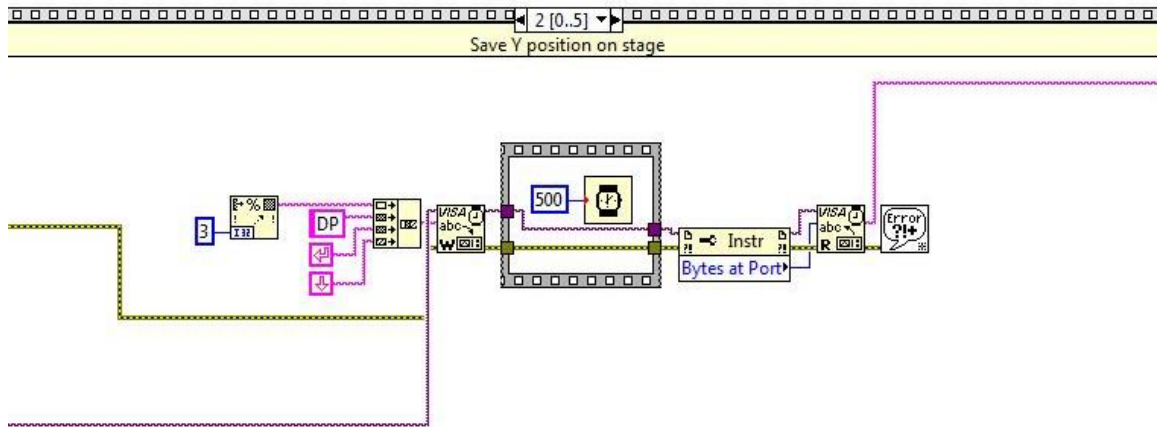 2 [0..5]
Save Y position on stage
% 
I32
3
DP
VISA
abc
W
500
Instr
Bytes at Port
VISA
abc
R
Error
?!+